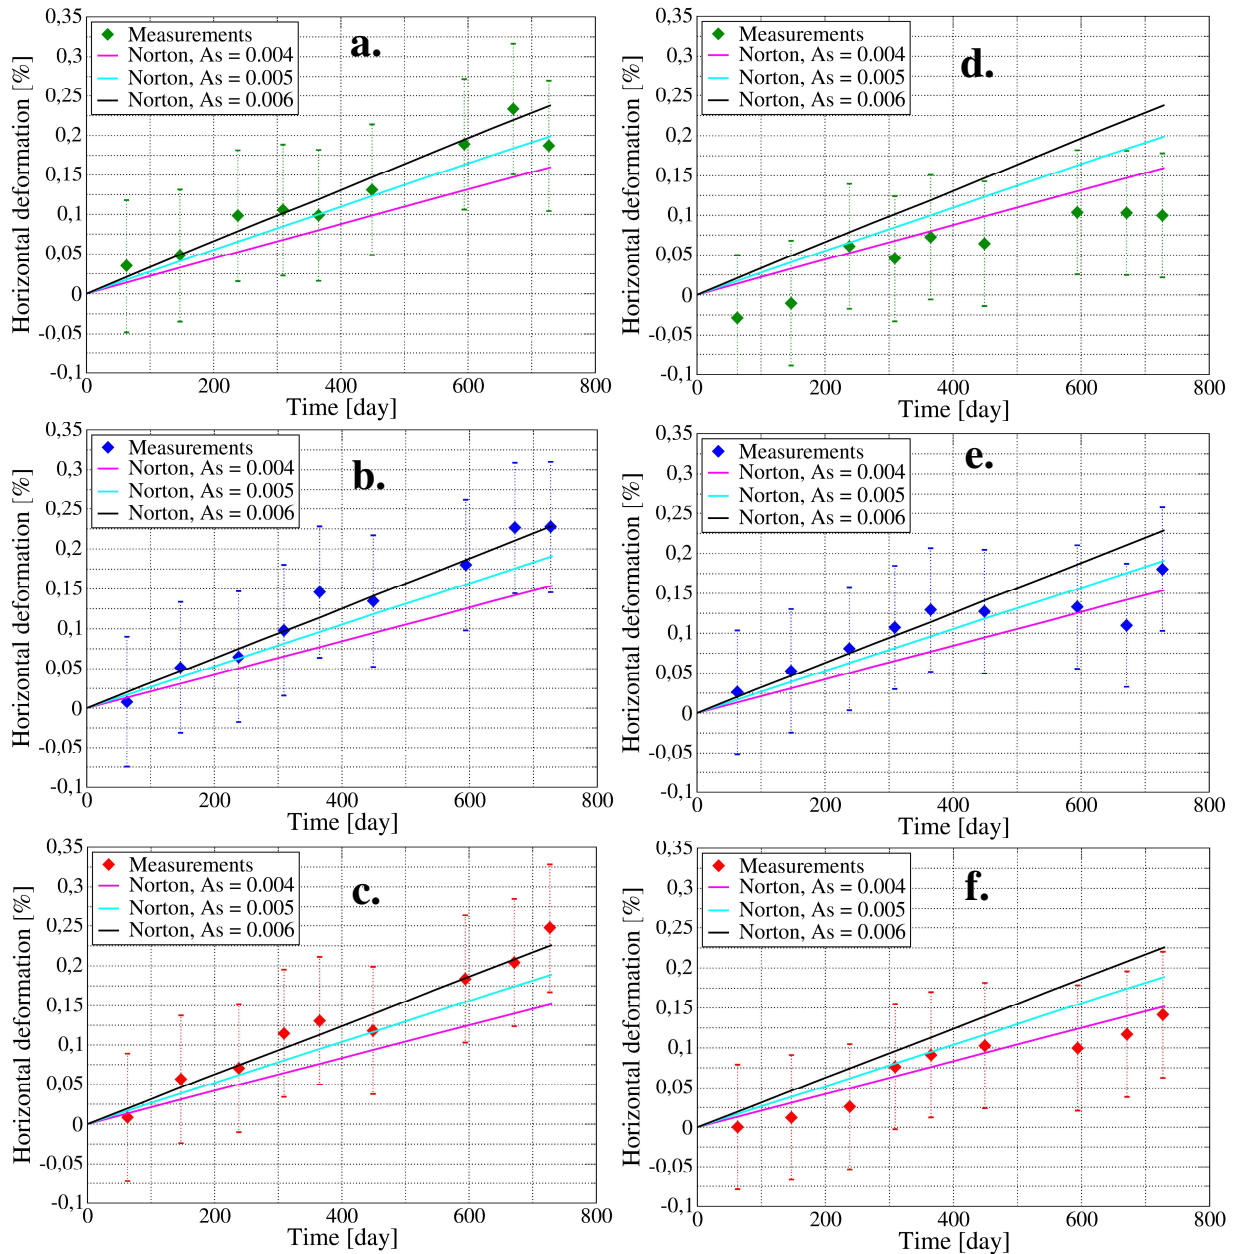 a.
Measurements
Norton, As = 0.004
Norton, As = 0.005
Norton, As = 0.006
Horizontal deformation [%]
0,35
0,3
0,25
0,2
0,15
0,1
0,05
0
-0,05
-0,1
0 200 400 600 800
Time [day]
d.
Measurements
Norton, As = 0.004
Norton, As = 0.005
Norton, As = 0.006
Horizontal deformation [%]
0,35
0,3
0,25
0,2
0,15
0,1
0,05
0
-0,05
-0,1
0 200 400 600 800
Time [day]
b.
Measurements
Norton, As = 0.004
Norton, As = 0.005
Norton, As = 0.006
Horizontal deformation [%]
0,35
0,3
0,25
0,2
0,15
0,1
0,05
0
-0,05
-0,1
0 200 400 600 800
Time [day]
e.
Measurements
Norton, As = 0.004
Norton, As = 0.005
Norton, As = 0.006
Horizontal deformation [%]
0,35
0,3
0,25
0,2
0,15
0,1
0,05
0
-0,05
-0,1
0 200 400 600 800
Time [day]
c.
Measurements
Norton, As = 0.004
Norton, As = 0.005
Norton, As = 0.006
Horizontal deformation [%]
0,35
0,3
0,25
0,2
0,15
0,1
0,05
0
-0,05
-0,1
0 200 400 600 800
Time [day]
f.
Measurements
Norton, As = 0.004
Norton, As = 0.005
Norton, As = 0.006
Horizontal deformation [%]
0,35
0,3
0,25
0,2
0,15
0,1
0,05
0
-0,05
-0,1
0 200 400 600 800
Time [day]